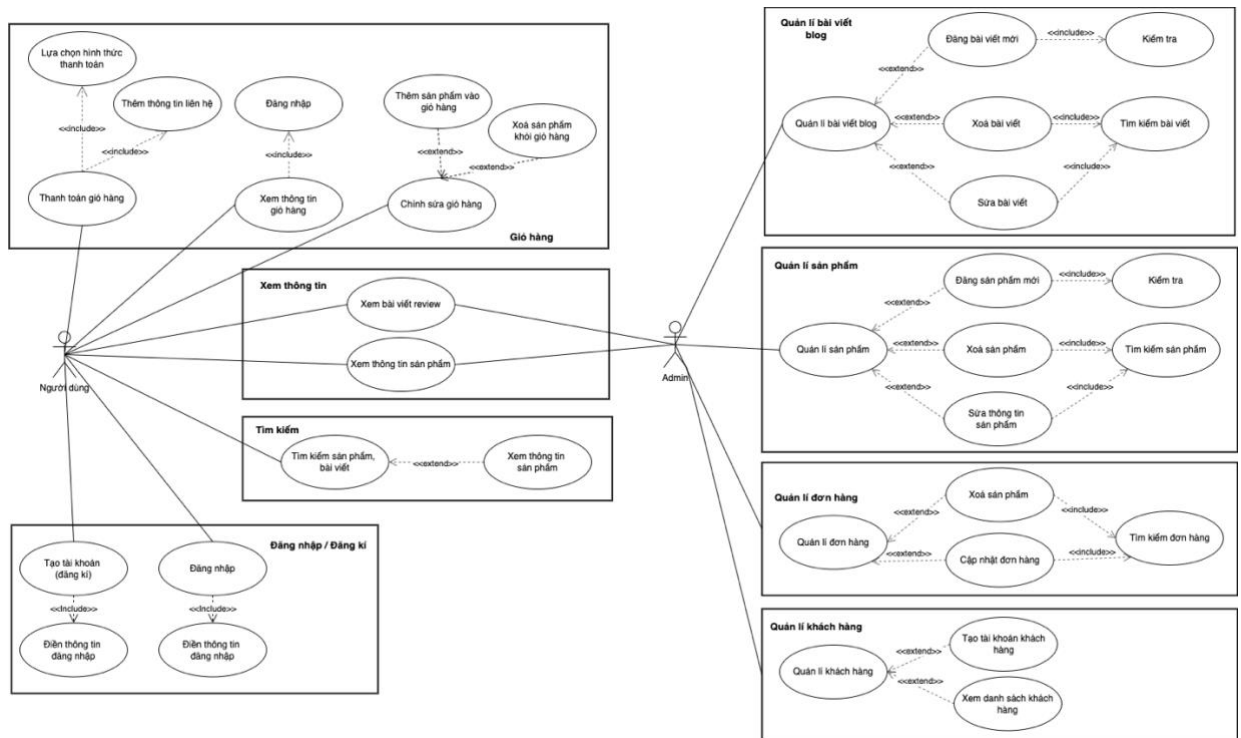 Lựa chọn hình thức
thanh toán
Thêm thông tin liên hệ
Đăng nhập
Thêm sản phẩm vào
giỏ hàng
Xoá sản phẩm
khỏi giỏ hàng
<<include>>
<<include>>
<<include>>
<<extend>>
<<extend>>
Thanh toán giỏ hàng
Xem thông tin
giỏ hàng
Chỉnh sửa giỏ hàng
Giỏ hàng
Xem thông tin
Xem bài viết review
Xem thông tin sản phẩm
Người dùng
Admin
Tìm kiếm
Tìm kiếm sản phẩm,
bài viết
<<extend>>
Xem thông tin
sản phẩm
Đăng nhập / Đăng kí
Tạo tài khoản
(đăng kí)
Đăng nhập
<<Include>>
<<Include>>
Điền thông tin
đăng nhập
Điền thông tin
đăng nhập
Quản lí bài viết
blog
Đăng bài viết mới
<<include>>
Kiểm tra
<<extend>>
Quản lí bài viết blog
<<extend>>
Xoá bài viết
<<include>>
Tìm kiếm bài viết
<<extend>>
<<include>>
Sửa bài viết
Quản lí sản phẩm
Đăng sản phẩm mới
<<include>>
Kiểm tra
<<extend>>
Quản lí sản phẩm
<<extend>>
Xoá sản phẩm
<<include>>
Tìm kiếm sản phẩm
<<extend>>
<<include>>
Sửa thông tin
sản phẩm
Quản lí đơn hàng
Xoá sản phẩm
<<extend>>
<<include>>
Quản lí đơn hàng
<<extend>>
Cập nhật đơn hàng
<<include>>
Tìm kiếm đơn hàng
Quản lí khách hàng
Tạo tài khoản khách
hàng
<<extend>>
Quản lí khách hàng
<<extend>>
Xem danh sách khách
hàng